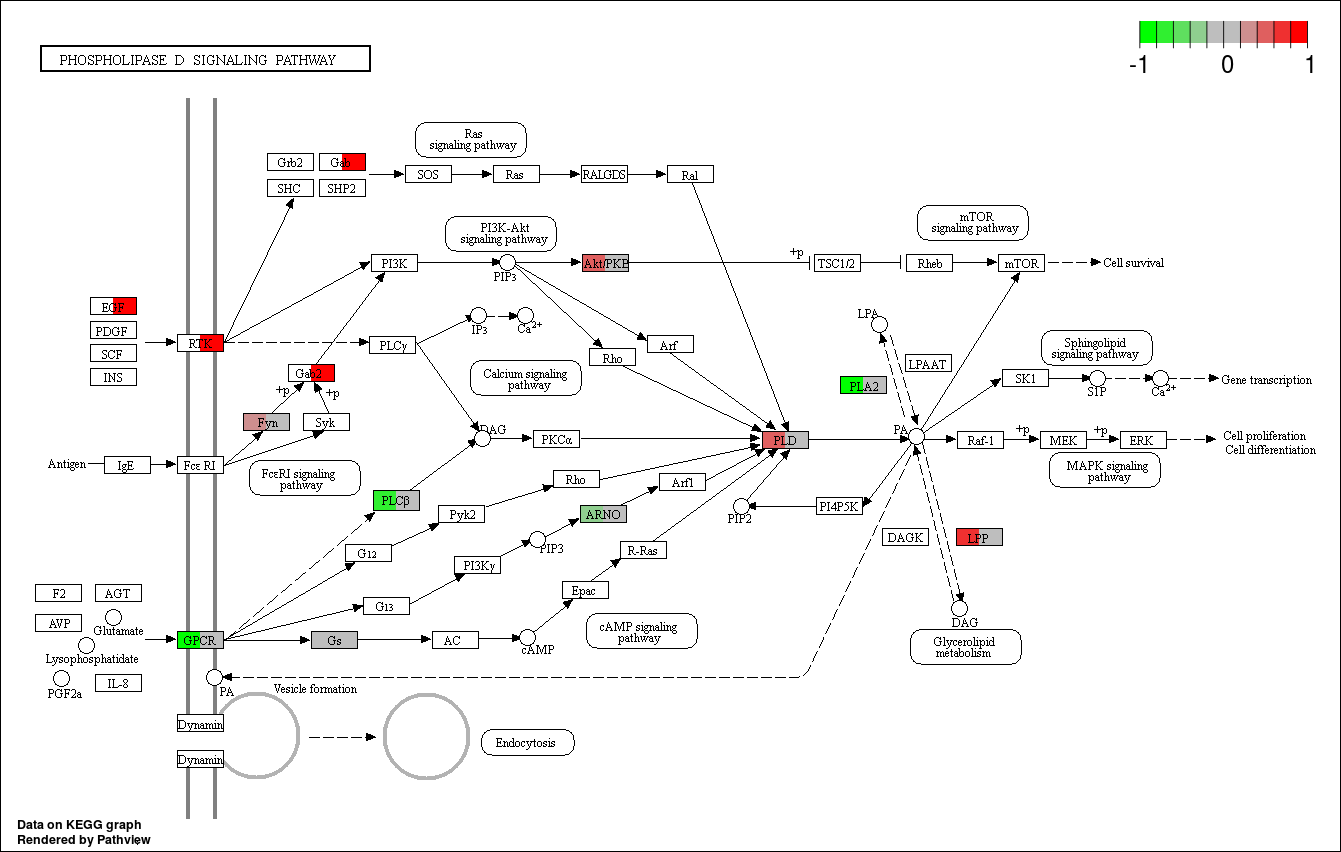 PHOSPHOLIPASE D SIGNALING PATHWAY
-1 0 1
Ras
signaling pathway
Grb2 Gab
SHC SHP2
SOS Ras RALGDS Ral
PI3K-Akt
signaling pathway
mTOR
signaling pathway
PI3K
PIP3
Akt/PKB
+p
TSC1/2 Rheb mTOR Cell survival
EGF
PDGF
SCF
INS
RTK
PLCγ
IP3
Ca2+
Rho
Arf
LPA
LPAAT
PLA2
Sphingolipid
signaling pathway
Gab2
+p
+p
Calcium signaling
pathway
SK1
S1P
Ca2+
Gene transcription
Fyn Syk
DAG
PKCα
PLD
PA
Raf-1
+p
MEK
+p
ERK
Cell proliferation
Cell differentiation
Antigen
IgE
Fcε RI
FcεRI signaling
pathway
MAPK signaling
pathway
PLCβ
Rho
Arf1
Pyk2
ARNO
PIP2
PI4P5K
G12
PIP3
R-Ras
DAGK
LPP
PI3Kγ
Epac
F2 AGT
G13
AVP
Glutamate
cAMP signaling
pathway
DAG
Glycerolipid
metabolism
GPCR Gs AC
cAMP
Lysophosphatidate
PGF2a
IL-8
PA
Vesicle formation
Dynamin
Endocytosis
Dynamin
Data on KEGG graph
Rendered by Pathview